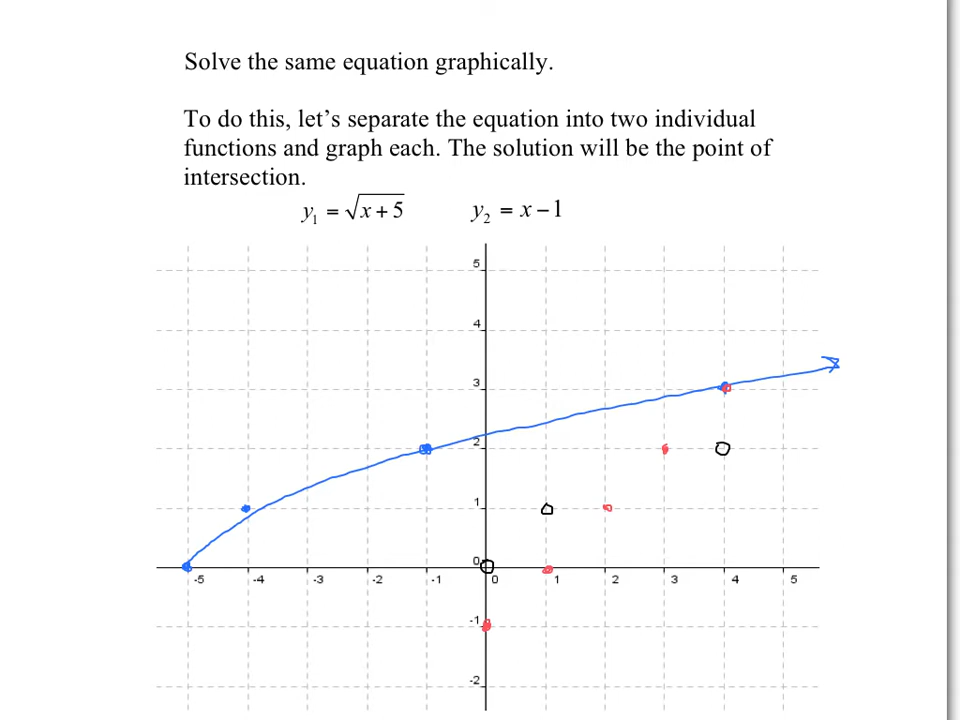 Solve the same equation graphically.
To do this, let’s separate the equation into two individual
functions and graph each. The solution will be the point of
intersection.
y₁ = √(x + 5) y₂ = x − 1
5
4
3
2
1
0
-5 -4 -3 -2 -1 0 1 2 3 4 5
-1
-2